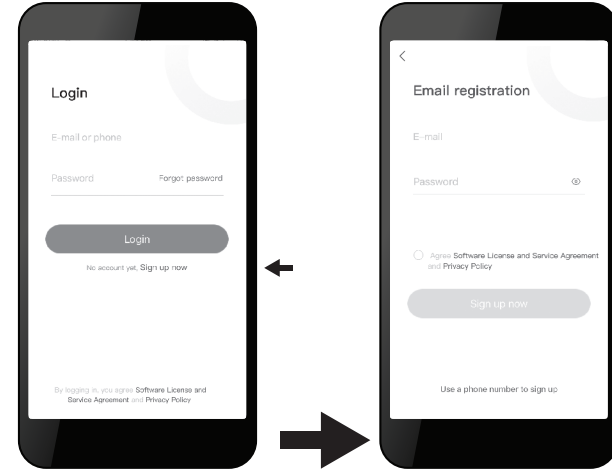 Login
E-mail or phone
Password Forgot password
Login
No account yet, Sign up now
By logging in, you agree Software License and
Service Agreement and Privacy Policy
Email registration
E-mail
Password
Agree Software License and Service Agreement
and Privacy Policy
Sign up now
Use a phone number to sign up